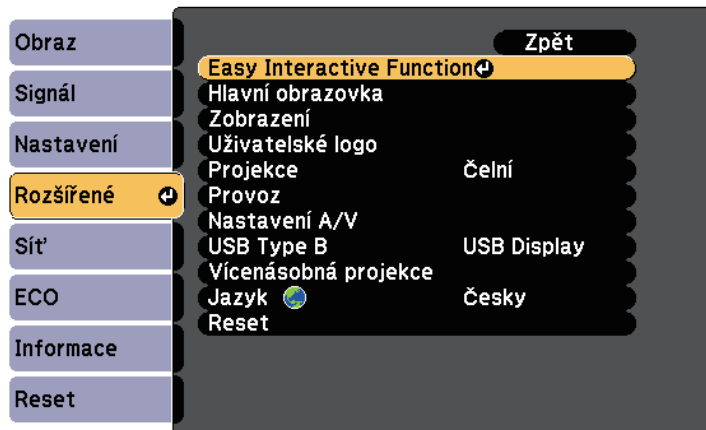 Obraz
Signál
Nastavení
Rozšířené
Síť
ECO
Informace
Reset
Zpět
Easy Interactive Function
Hlavní obrazovka
Zobrazení
Uživatelské logo
Projekce Čelní
Provoz
Nastavení A/V
USB Type B USB Display
Vícenásobná projekce
Jazyk Česky
Reset